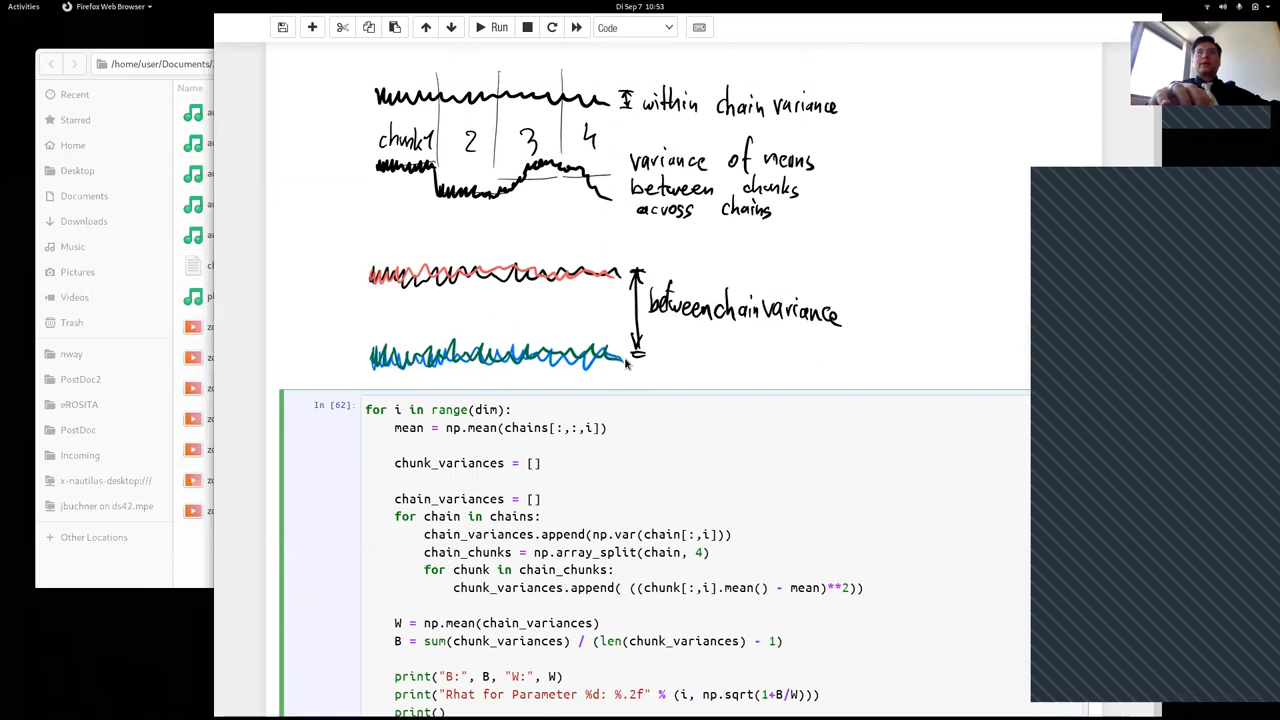 Activities
Firefox Web Browser
Di Sep 7 10:53
/home/user/Documents/
Recent
Starred
Home
Desktop
Documents
Downloads
Music
Pictures
Videos
Trash
nway
PostDoc2
eROSITA
PostDoc
Incoming
x-nautilus-desktop:///
jbuchner on ds42.mpe
+ Other Locations
Name
Run
Code
within chain variance
chunk1 2 3 4
variance of means
between chunks
across chains
between chain variance
In [62]:
for i in range(dim):
    mean = np.mean(chains[:,:,i])
    chunk_variances = []
    chain_variances = []
    for chain in chains:
        chain_variances.append(np.var(chain[:,i]))
        chain_chunks = np.array_split(chain, 4)
        for chunk in chain_chunks:
            chunk_variances.append( ((chunk[:,i].mean() - mean)**2))
    W = np.mean(chain_variances)
    B = sum(chunk_variances) / (len(chunk_variances) - 1)
    print("B:", B, "W:", W)
    print("Rhat for Parameter %d: %.2f" % (i, np.sqrt(1+B/W)))
    print()